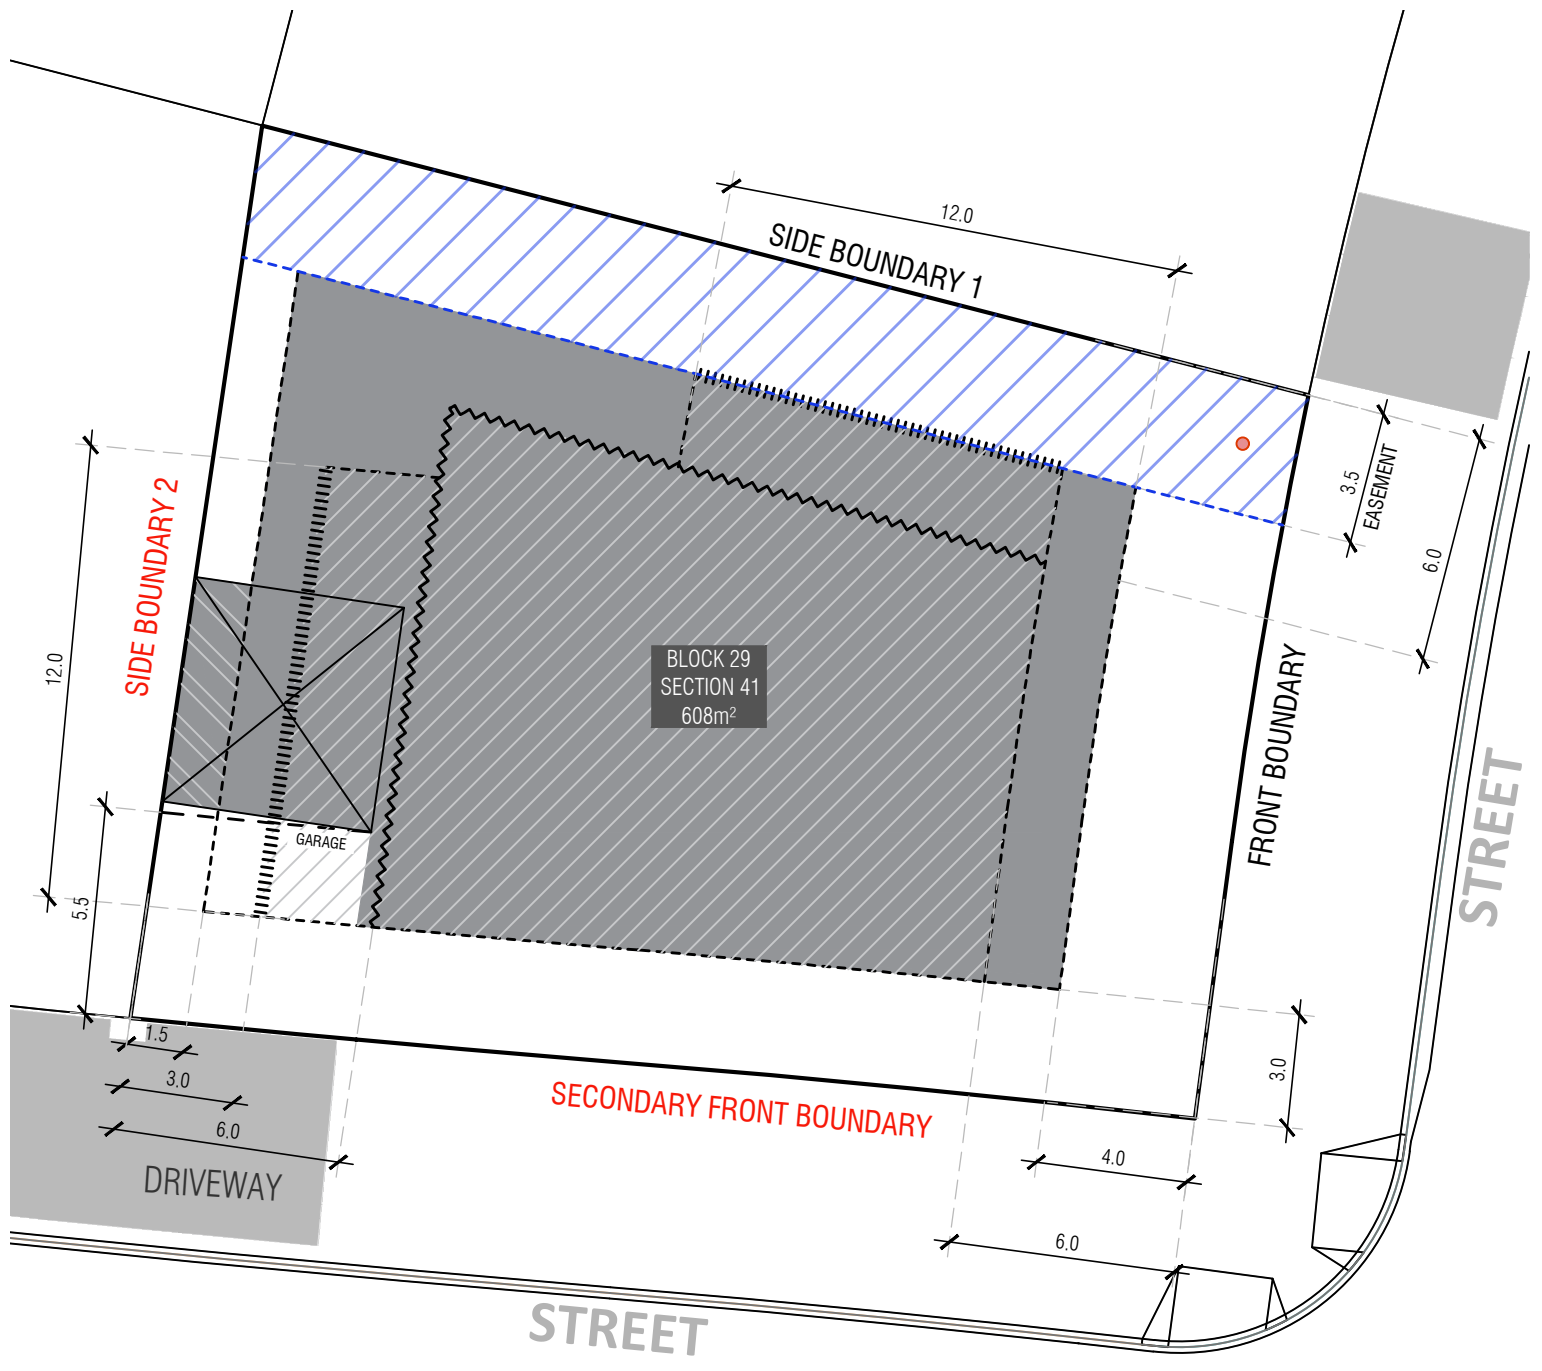 12.0
SIDE BOUNDARY 1
3.5
EASEMENT
6.0
SIDE BOUNDARY 2
12.0
BLOCK 29
SECTION 41
608m²
FRONT BOUNDARY
STREET
GARAGE
5.5
1.5
3.0
6.0
DRIVEWAY
SECONDARY FRONT BOUNDARY
3.0
4.0
6.0
STREET